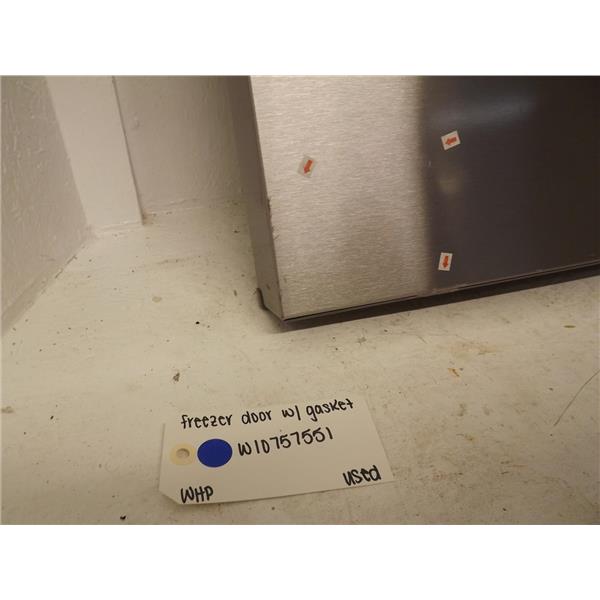 freezer door w/ gasket
W10757551
WHP
used